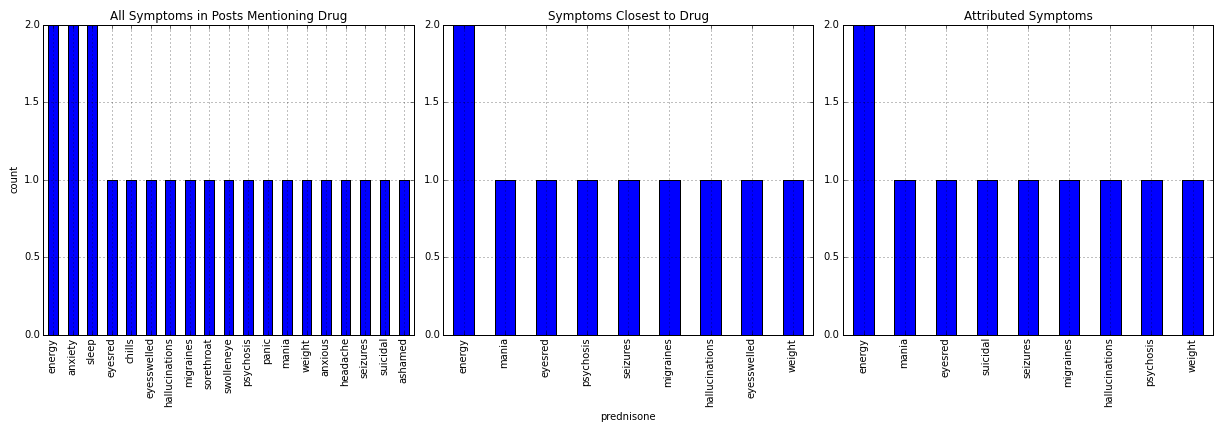 All Symptoms in Posts Mentioning Drug
2.0
1.5
1.0
0.5
0.0
count
energy
anxiety
sleep
eyesred
chills
eyesswelled
hallucinations
migraines
sorethroat
swolleneye
psychosis
panic
mania
weight
anxious
headache
seizures
suicidal
ashamed
Symptoms Closest to Drug
2.0
1.5
1.0
0.5
0.0
energy
mania
eyesred
psychosis
seizures
migraines
hallucinations
eyesswelled
weight
prednisone
Attributed Symptoms
2.0
1.5
1.0
0.5
0.0
energy
mania
eyesred
suicidal
seizures
migraines
hallucinations
psychosis
weight